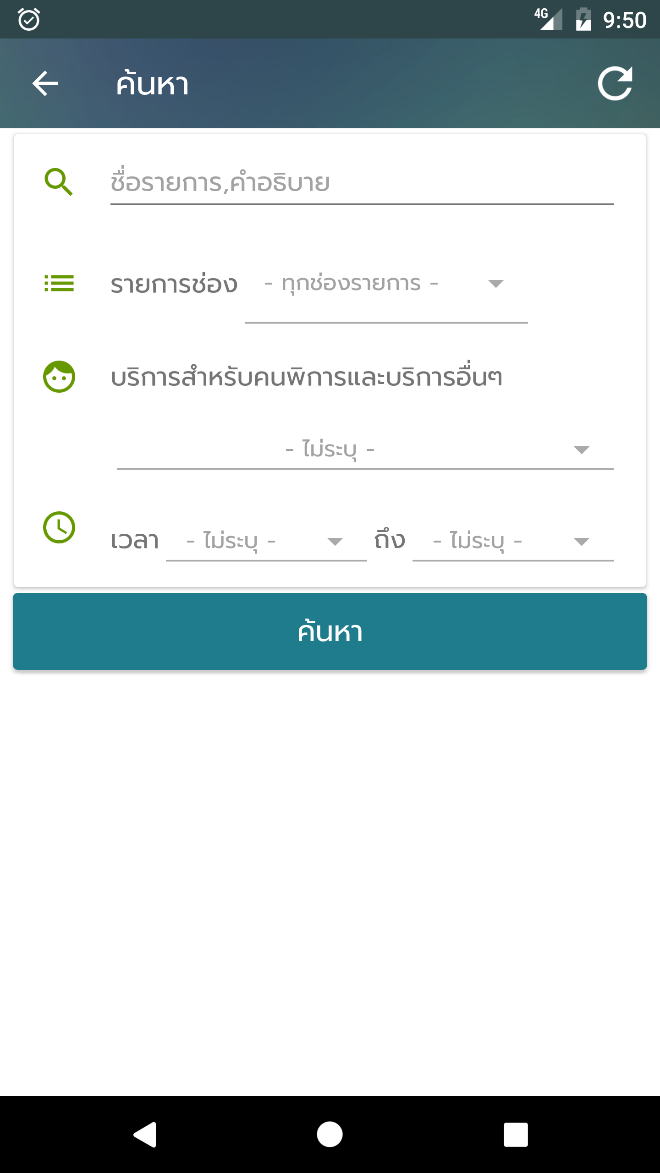 4G 9:50
ค้นหา
ชื่อรายการ,คำอธิบาย
รายการช่อง - ทุกช่องรายการ -
บริการสำหรับคนพิการและบริการอื่นๆ
- ไม่ระบุ -
เวลา - ไม่ระบุ - ถึง - ไม่ระบุ -
ค้นหา